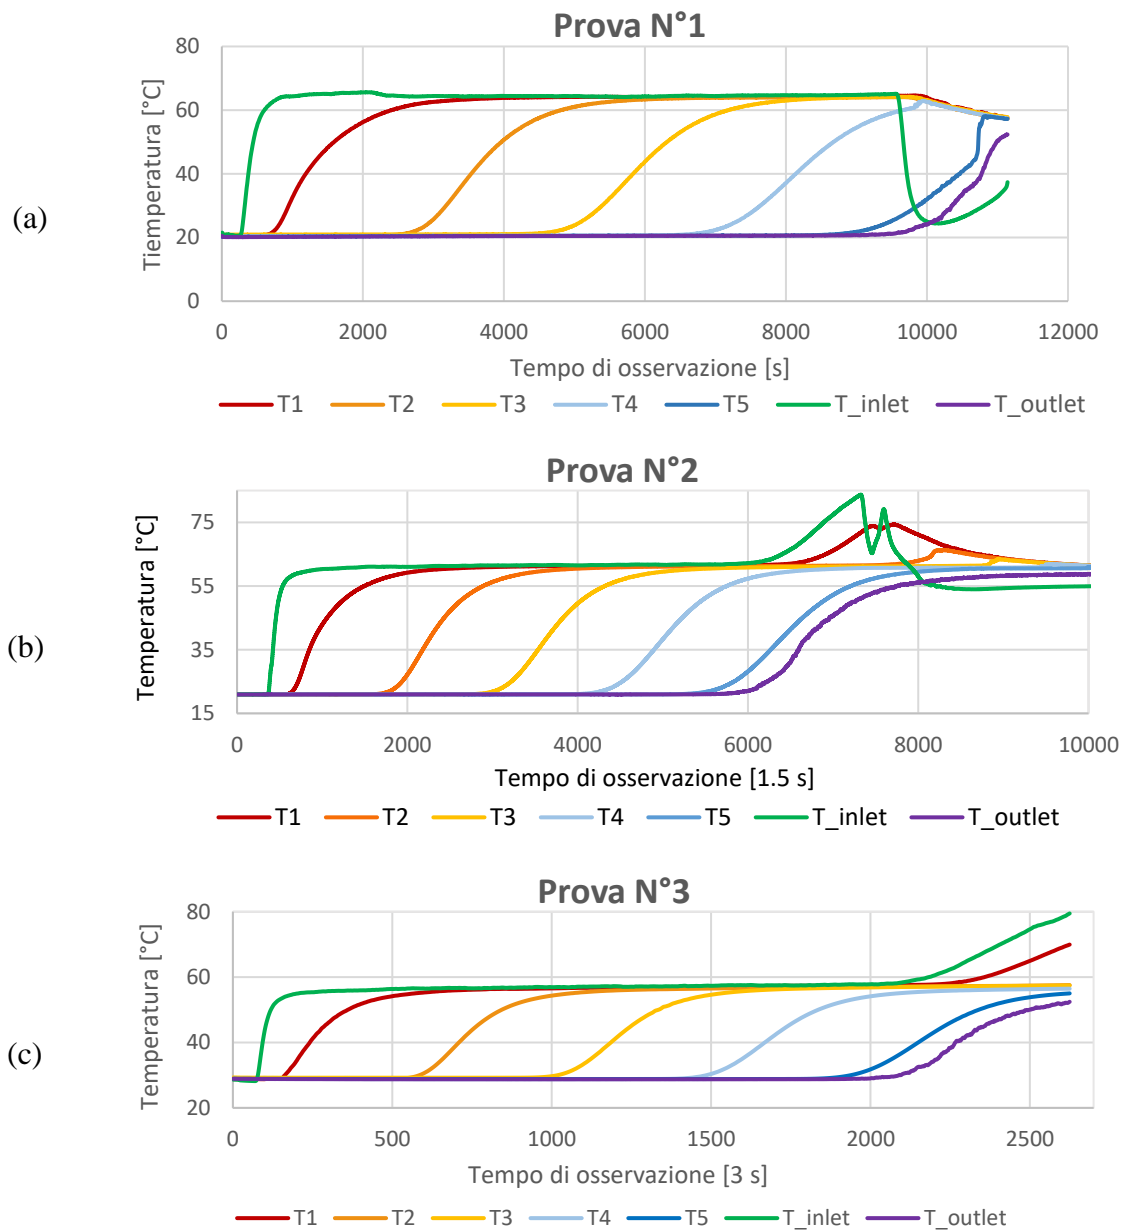 Prova N°1
(a)
Tiemperatura [°C]
80
60
40
20
0
0 2000 4000 6000 8000 10000 12000
Tempo di osservazione [s]
T1 T2 T3 T4 T5 T_inlet T_outlet
Prova N°2
(b)
Temperatura [°C]
75
55
35
15
0 2000 4000 6000 8000 10000
Tempo di osservazione [1.5 s]
T1 T2 T3 T4 T5 T_inlet T_outlet
Prova N°3
(c)
Temperatura [°C]
80
60
40
20
0 500 1000 1500 2000 2500
Tempo di osservazione [3 s]
T1 T2 T3 T4 T5 T_inlet T_outlet